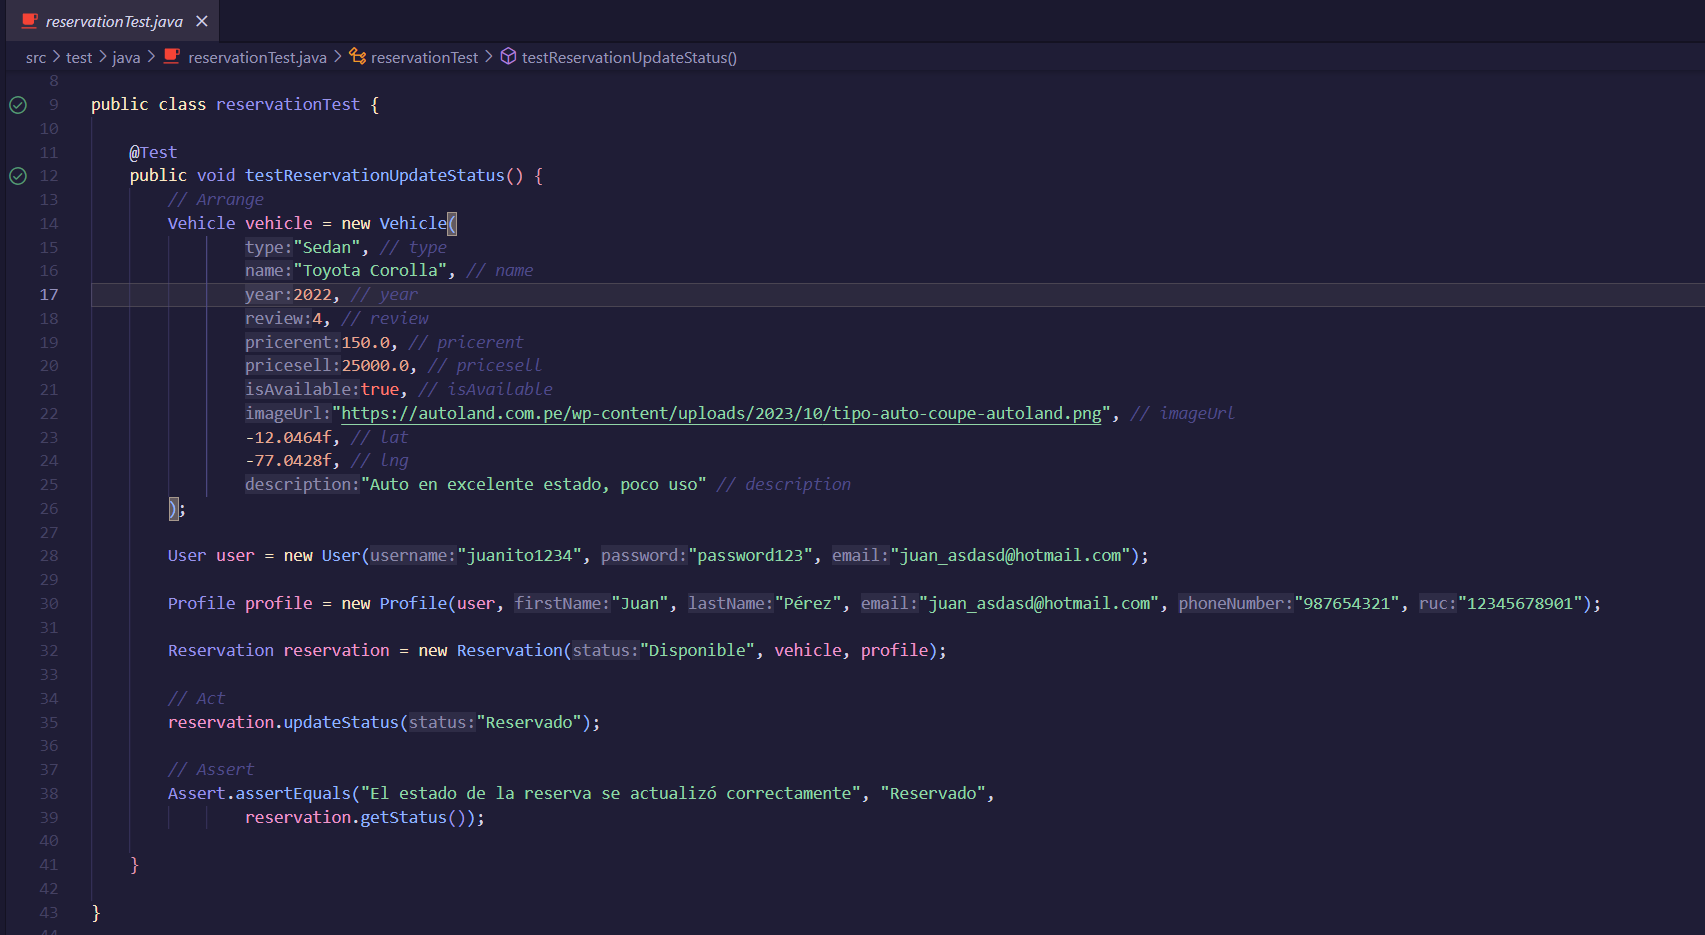 reservationTest.java
src > test > java > reservationTest.java > reservationTest > testReservationUpdateStatus()
8
9 public class reservationTest {
10
11 @Test
12 public void testReservationUpdateStatus() {
13 // Arrange
14 Vehicle vehicle = new Vehicle(
15 type:"Sedan", // type
16 name:"Toyota Corolla", // name
17 year:2022, // year
18 review:4, // review
19 pricerent:150.0, // pricerent
20 pricesell:25000.0, // pricesell
21 isAvailable:true, // isAvailable
22 imageUrl:"https://autoland.com.pe/wp-content/uploads/2023/10/tipo-auto-coupe-autoland.png", // imageUrl
23 -12.0464f, // lat
24 -77.0428f, // lng
25 description:"Auto en excelente estado, poco uso" // description
26 );
27
28 User user = new User(username:"juanito1234", password:"password123", email:"juan_asdasd@hotmail.com");
29
30 Profile profile = new Profile(user, firstName:"Juan", lastName:"Pérez", email:"juan_asdasd@hotmail.com", phoneNumber:"987654321", ruc:"12345678901");
31
32 Reservation reservation = new Reservation(status:"Disponible", vehicle, profile);
33
34 // Act
35 reservation.updateStatus(status:"Reservado");
36
37 // Assert
38 Assert.assertEquals("El estado de la reserva se actualizó correctamente", "Reservado",
39 reservation.getStatus());
40
41 }
42
43 }
44